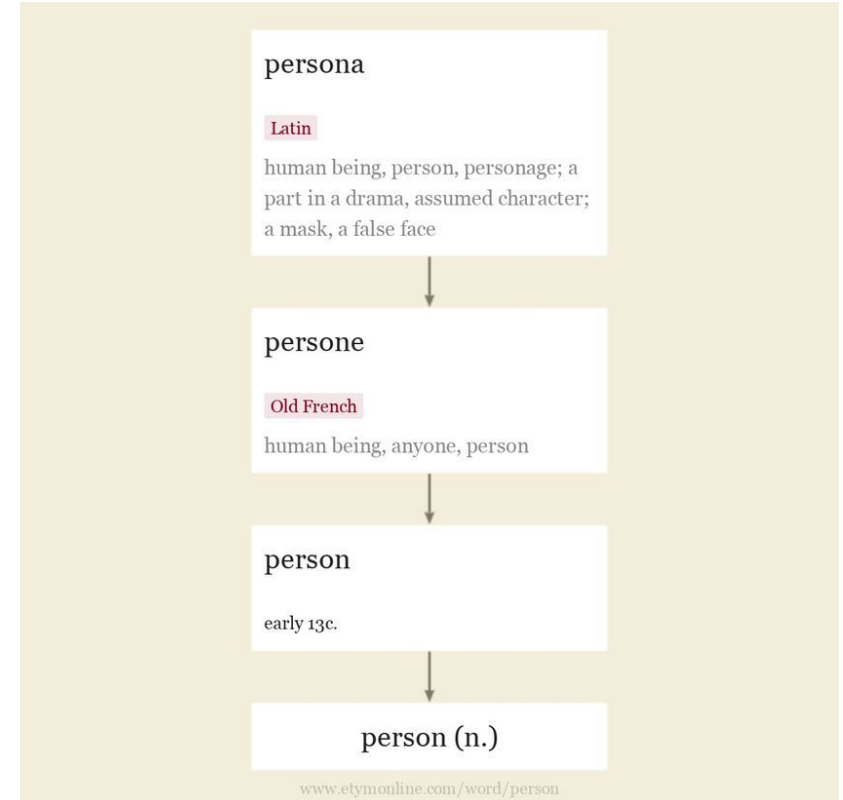 persona
Latin
human being, person, personage; a
part in a drama, assumed character;
a mask, a false face
persone
Old French
human being, anyone, person
person
early 13c.
person (n.)
www.etymonline.com/word/person